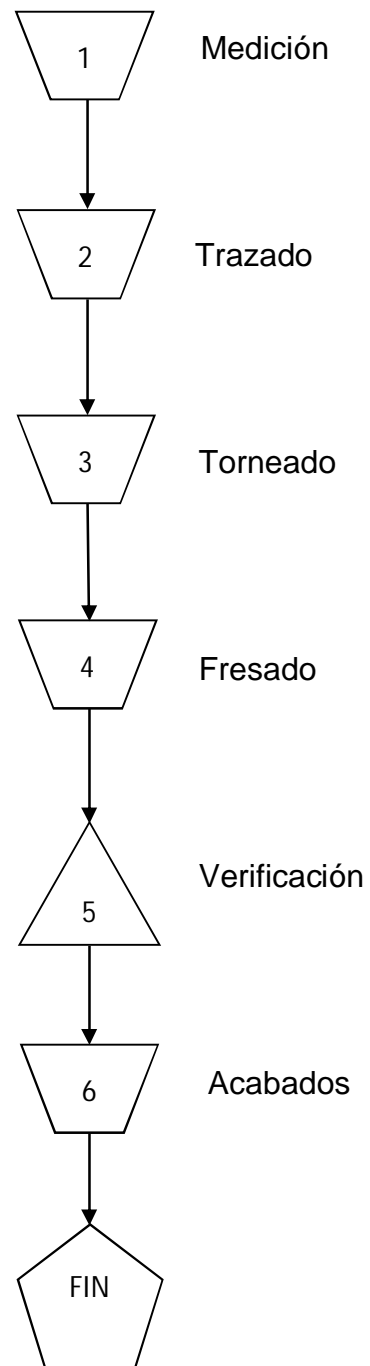 1 Medición
2 Trazado
3 Torneado
4 Fresado
5 Verificación
6 Acabados
FIN